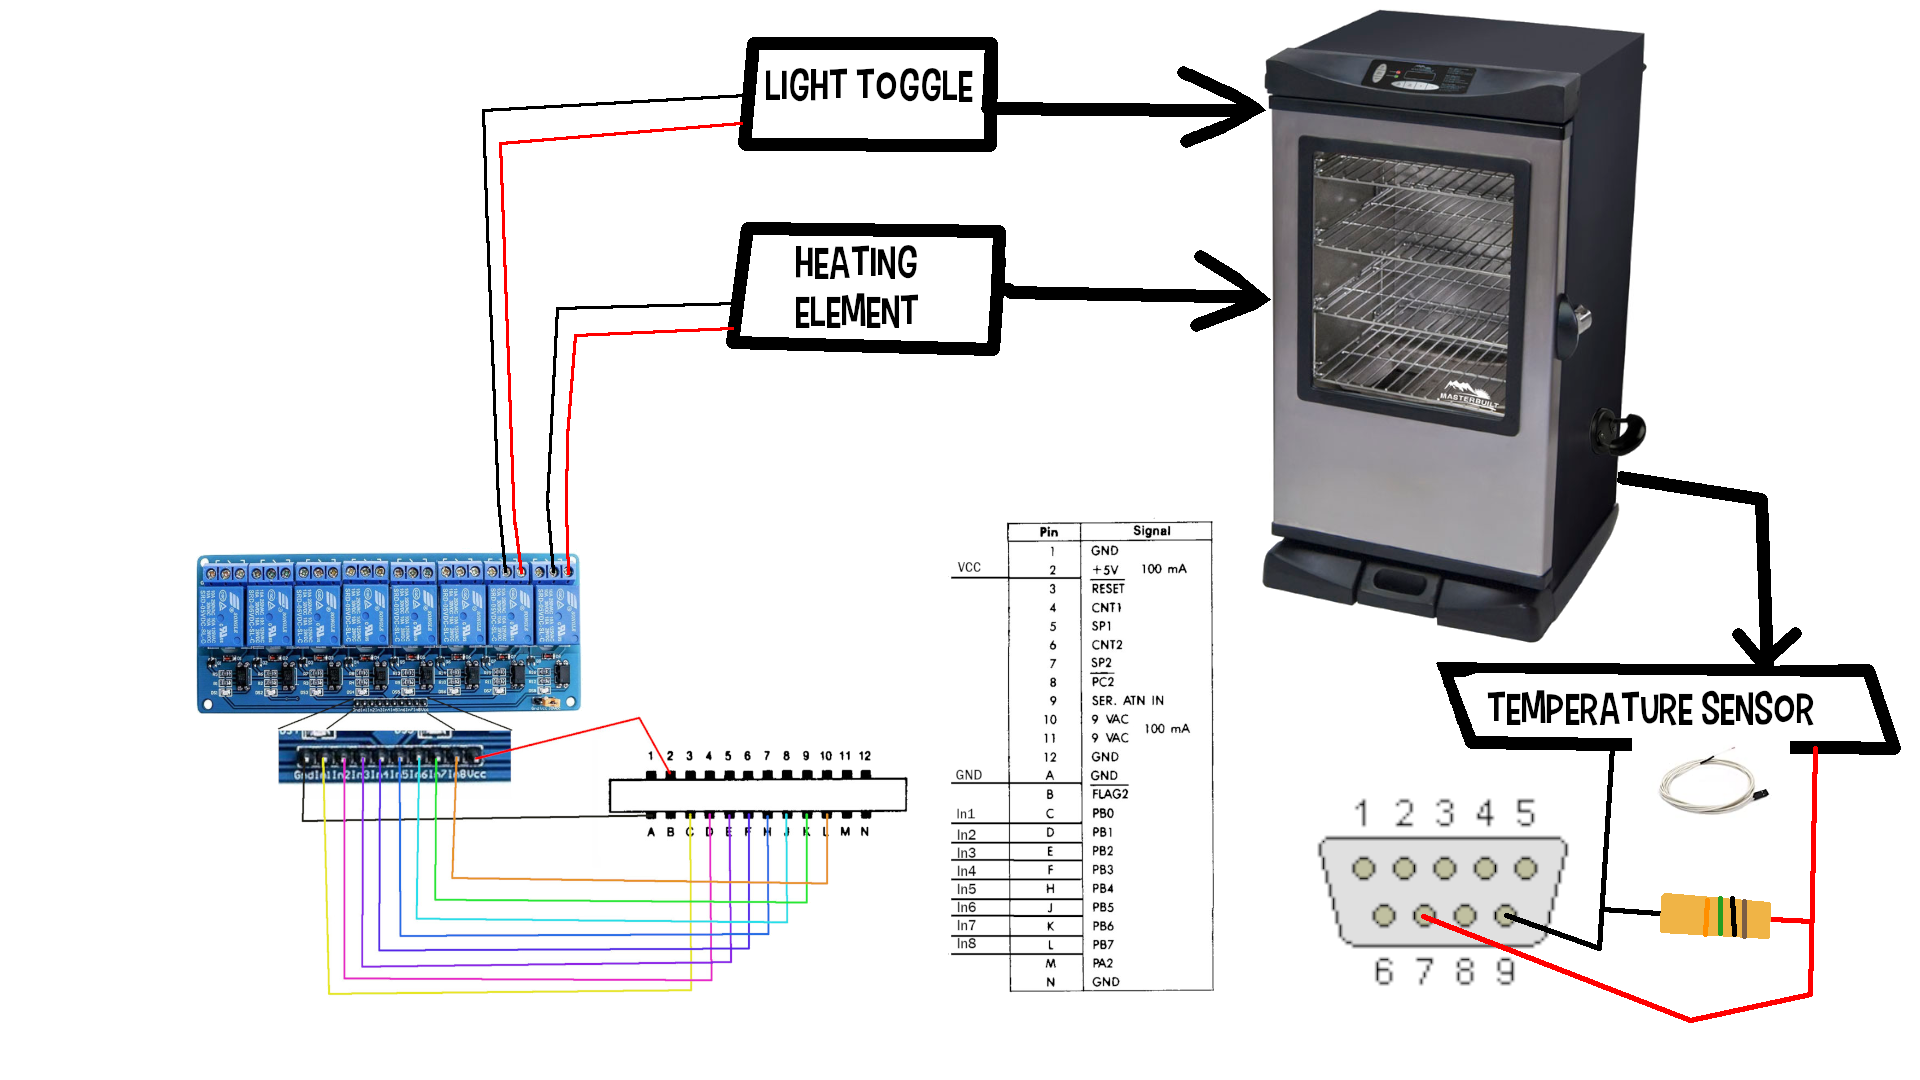 LIGHT TOGGLE
HEATING
ELEMENT
MASTERBUILT
Pin Signal
1 GND
VCC 2 +5V 100 mA
3 RESET
4 CNT1
5 SP1
6 CNT2
7 SP2
8 PC2
9 SER. ATN IN
10 9 VAC
100 mA
11 9 VAC
12 GND
GND A GND
B FLAG2
In1 C PB0
In2 D PB1
In3 E PB2
In4 F PB3
In5 H PB4
In6 J PB5
In7 K PB6
In8 L PB7
M PA2
N GND
TEMPERATURE SENSOR
GndIn1In2In3In4In5In6In7In8Vcc
1 2 3 4 5 6 7 8 9 10 11 12
A B C D E F H J K L M N
1 2 3 4 5
6 7 8 9